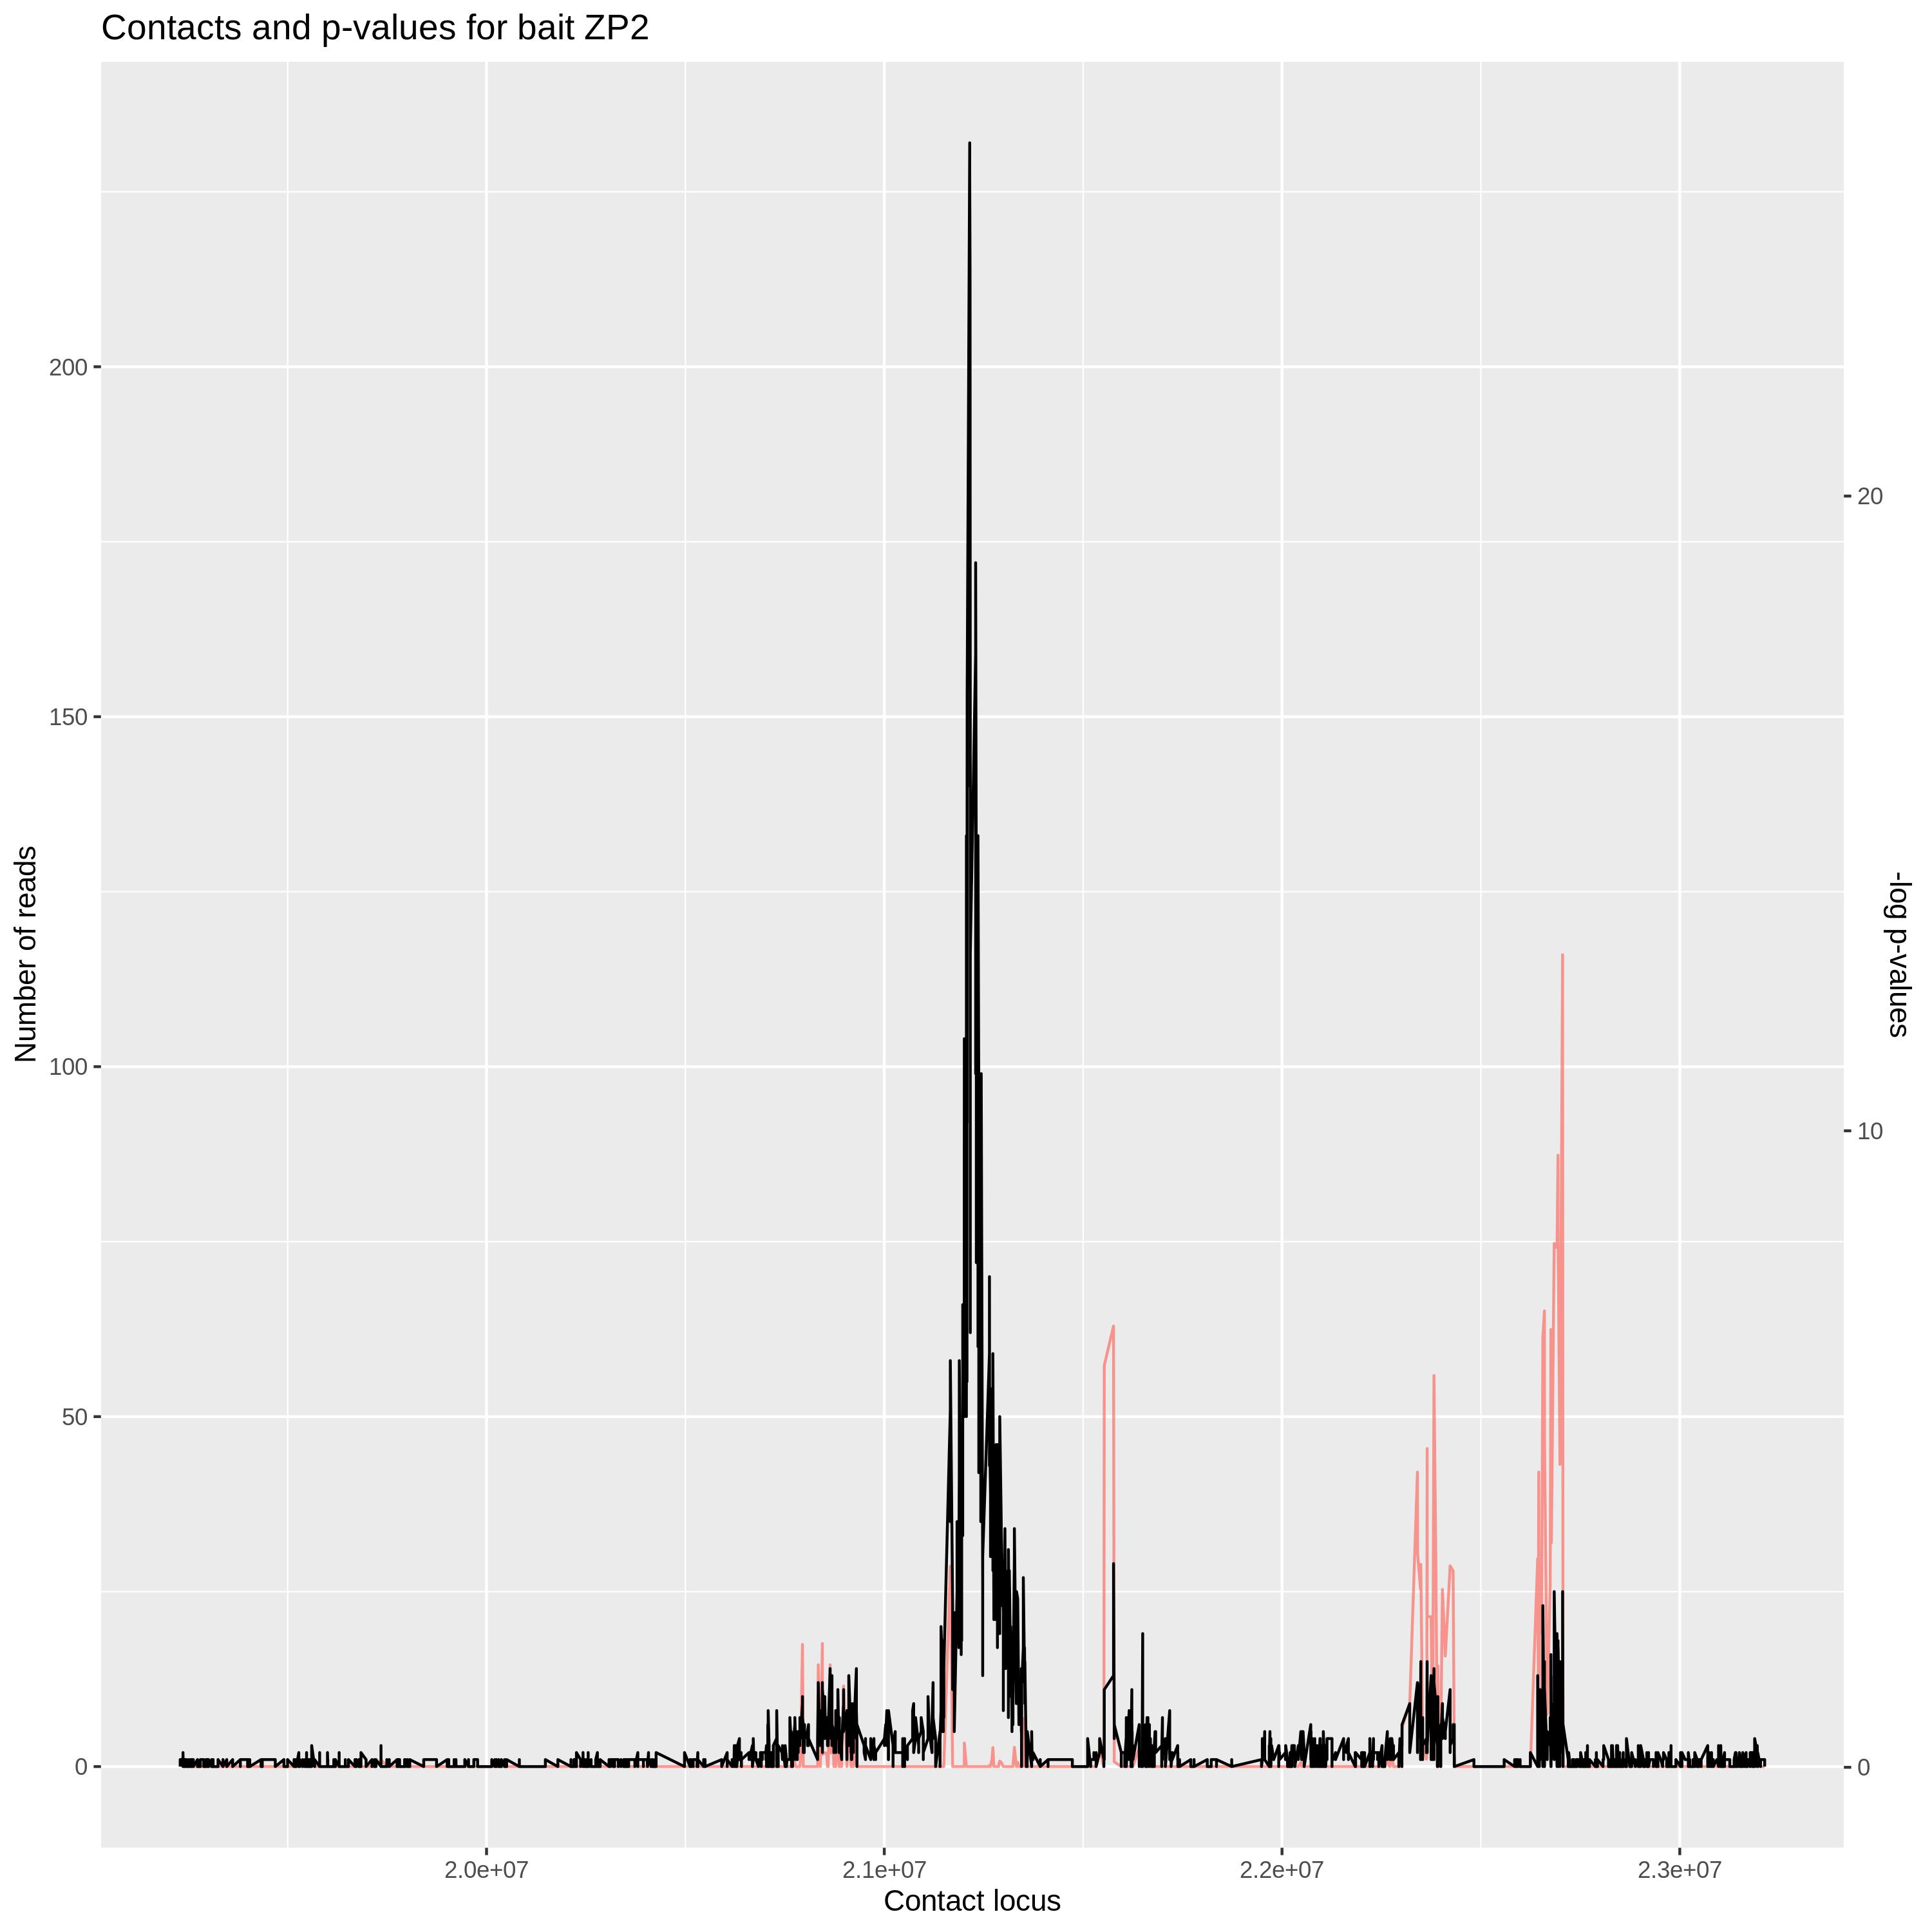 Contacts and p-values for bait ZP2
Number of reads
200
150
100
50
0
20
10
0
-log p-values
2.0e+07
2.1e+07
2.2e+07
2.3e+07
Contact locus